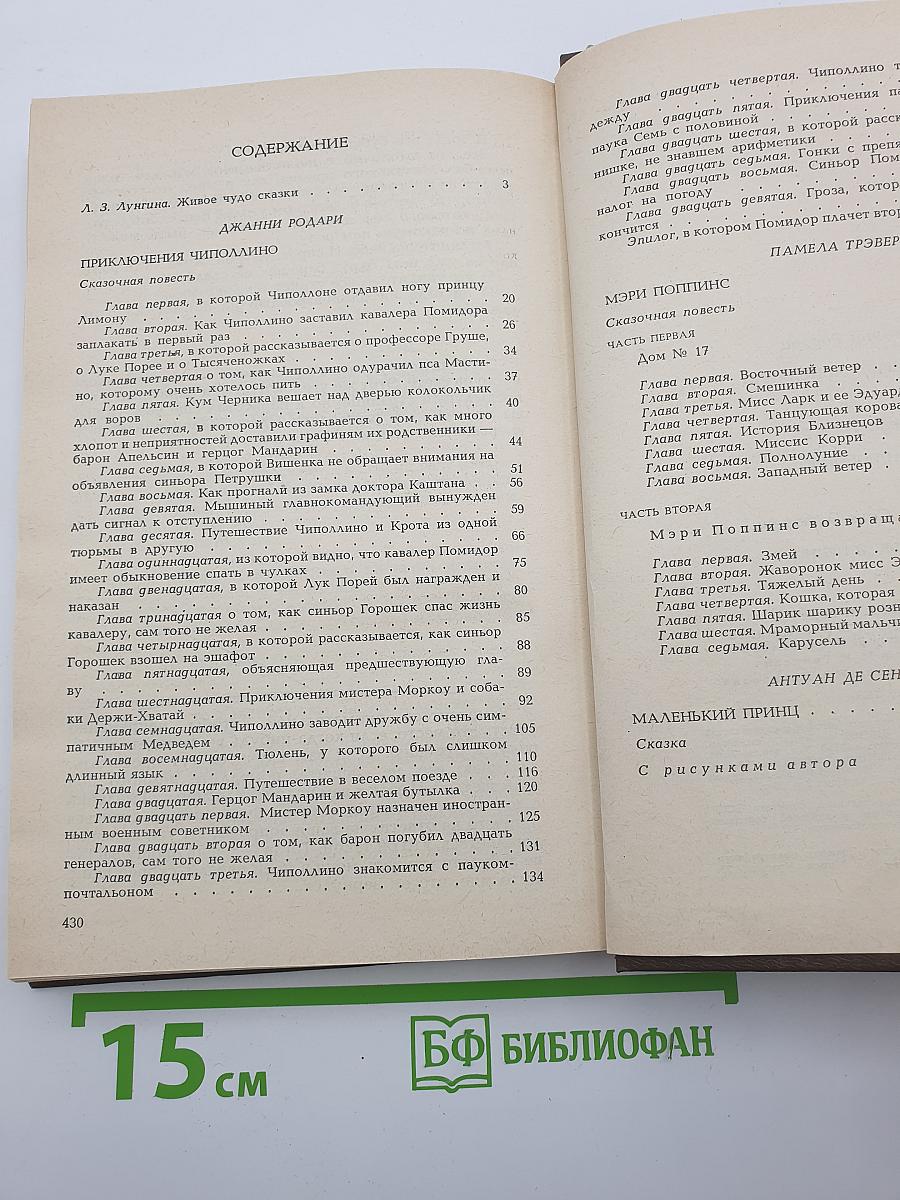 СОДЕРЖАНИЕ
Л. З. Лунгина. Живое чудо сказки . . . . . . . . . . . 3
ДЖАННИ РОДАРИ
ПРИКЛЮЧЕНИЯ ЧИПОЛЛИНО
Сказочная повесть
Глава первая, в которой Чиполлоне отдавил ногу принцу
Лимону . . . . . . . . . . . . . . . . . 20
Глава вторая. Как Чиполлино заставил кавалера Помидора
заплакать в первый раз . . . . . . . . . . . 26
Глава третья, в которой рассказывается о профессоре Груше,
о Луке Порее и о Тысяченожках . . . . . . . . . 34
Глава четвертая о том, как Чиполлино одурачил пса Масти-
но, которому очень хотелось пить . . . . . . . . 37
Глава пятая. Кум Черника вешает над дверью колокольчик
для воров . . . . . . . . . . . . . . . . 40
Глава шестая, в которой рассказывается о том, как много
хлопот и неприятностей доставили графиням их родственники —
барон Апельсин и герцог Мандарин . . . . . . . . 44
Глава седьмая, в которой Вишенка не обращает внимания на
объявления синьора Петрушки . . . . . . . . . . 51
Глава восьмая. Как прогнали из замка доктора Каштана . . 56
Глава девятая. Мышиный главнокомандующий вынужден
дать сигнал к отступлению . . . . . . . . . . . 59
Глава десятая. Путешествие Чиполлино и Крота из одной
тюрьмы в другую . . . . . . . . . . . . . . 66
Глава одиннадцатая, из которой видно, что кавалер Помидор
имеет обыкновение спать в чулках . . . . . . . . . 75
Глава двенадцатая, в которой Лук Порей был награжден и
наказан . . . . . . . . . . . . . . . . . 80
Глава тринадцатая о том, как синьор Горошек спас жизнь
кавалеру, сам того не желая . . . . . . . . . . . 85
Глава четырнадцатая, в которой рассказывается, как синьор
Горошек взошел на эшафот . . . . . . . . . . . 88
Глава пятнадцатая, объясняющая предшествующую гла-
ву . . . . . . . . . . . . . . . . . . . 89
Глава шестнадцатая. Приключения мистера Моркоу и соба-
ки Держи-Хватай . . . . . . . . . . . . . . 92
Глава семнадцатая. Чиполлино заводит дружбу с очень сим-
патичным Медведем . . . . . . . . . . . . . 105
Глава восемнадцатая. Тюлень, у которого был слишком
длинный язык . . . . . . . . . . . . . . . 110
Глава девятнадцатая. Путешествие в веселом поезде . . . 116
Глава двадцатая. Герцог Мандарин и желтая бутылка . . . 120
Глава двадцать первая. Мистер Моркоу назначен иностран-
ным военным советником . . . . . . . . . . . . 125
Глава двадцать вторая о том, как барон погубил двадцать
генералов, сам того не желая . . . . . . . . . . 131
Глава двадцать третья. Чиполлино знакомится с пауком-
почтальоном . . . . . . . . . . . . . . . . 134
430
Глава двадцать четвертая. Чиполлино т
дежду . . . . . . .
Глава двадцать пятая. Приключения па
паука Семь с половиной . . . .
Глава двадцать шестая, в которой расск
нишке, не знавшем арифметики . . .
Глава двадцать седьмая. Гонки с препя
Глава двадцать восьмая. Синьор Пом
налог на погоду . . . . .
Глава двадцать девятая. Гроза, котор
кончится . . . . . . .
Эпилог, в котором Помидор плачет втор
ПАМЕЛА ТРЭВЕР
МЭРИ ПОППИНС
Сказочная повесть
ЧАСТЬ ПЕРВАЯ
Дом № 17
Глава первая. Восточный ветер . .
Глава вторая. Смешинка . . . .
Глава третья. Мисс Ларк и ее Эдуард
Глава четвертая. Танцующая корова
Глава пятая. История Близнецов .
Глава шестая. Миссис Корри . . .
Глава седьмая. Полнолуние . . .
Глава восьмая. Западный ветер .
ЧАСТЬ ВТОРАЯ
Мэри Поппинс возвраща
Глава первая. Змей . . . .
Глава вторая. Жаворонок мисс Э
Глава третья. Тяжелый день . .
Глава четвертая. Кошка, которая
Глава пятая. Шарик шарику розн
Глава шестая. Мраморный мальчи
Глава седьмая. Карусель . . .
АНТУАН ДЕ СЕН
МАЛЕНЬКИЙ ПРИНЦ . . . . .
Сказка
С рисунками автора
15 см
БФ БИБЛИОФАН